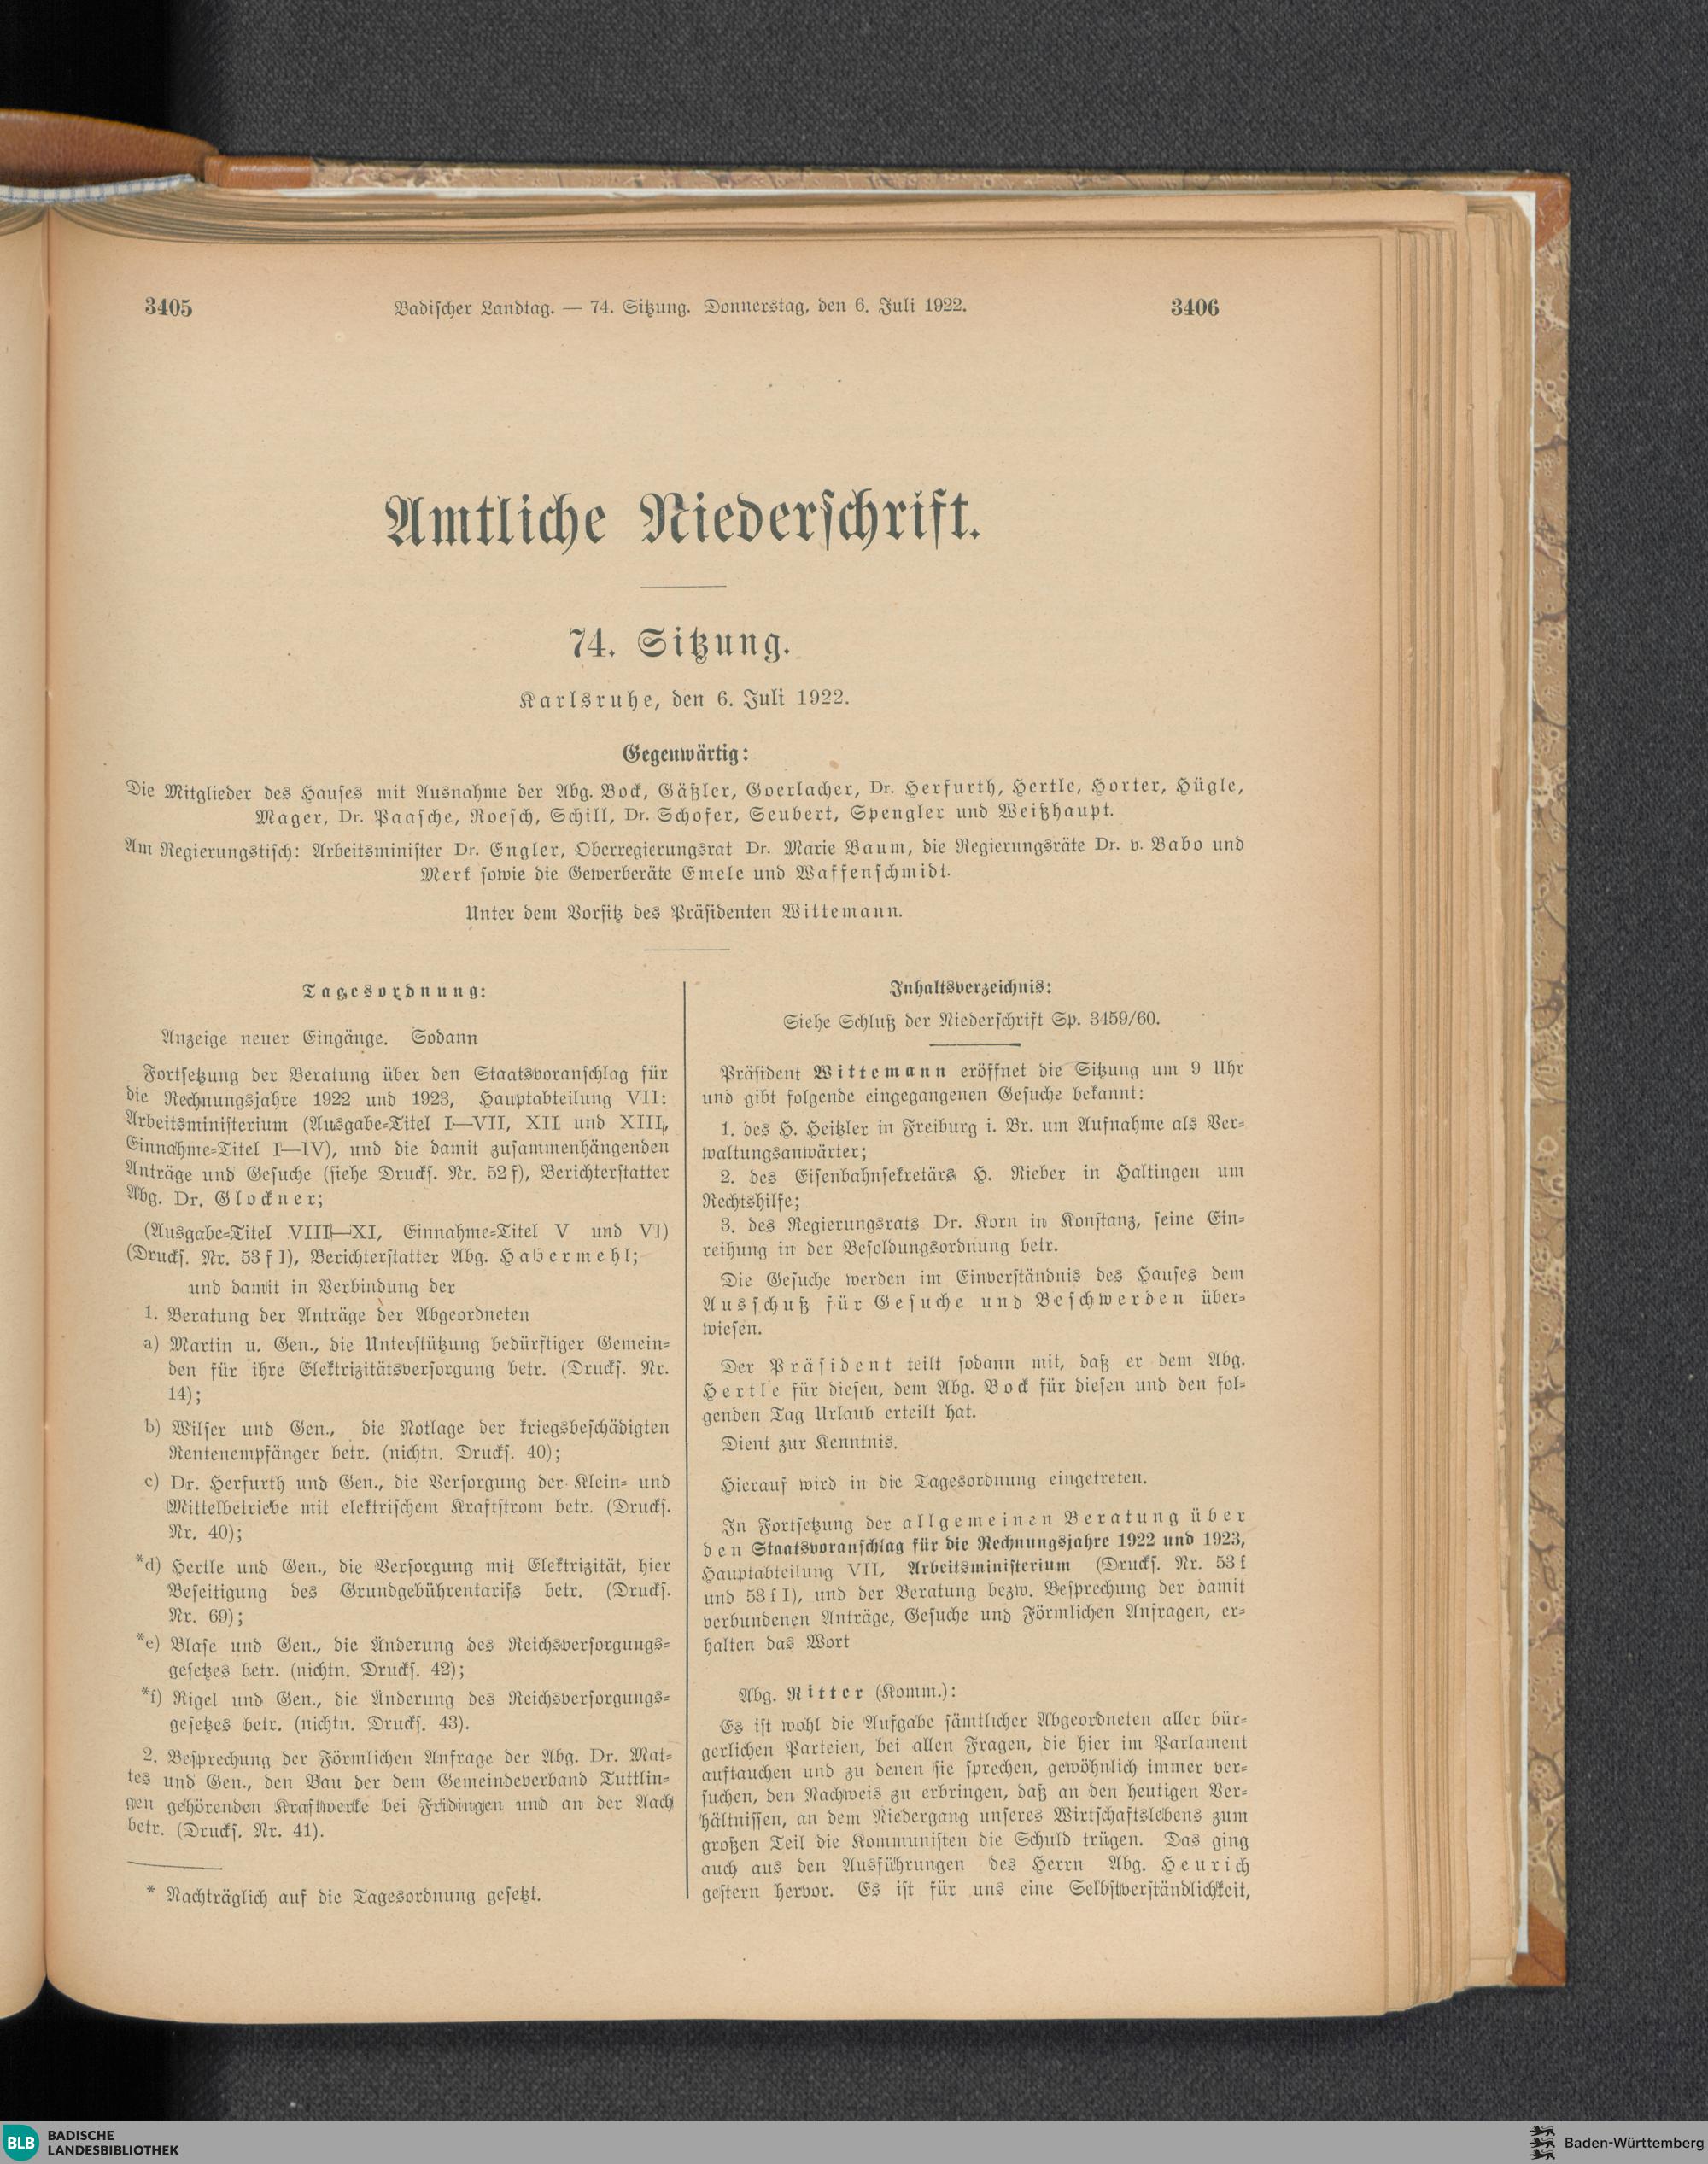 3405 Badischer Landtag. — 74. Sitzung. Donnerstag, den 6. Juli 1922. 3406
Amtliche Niederschrift.
74. Sitzung.
Karlsruhe, den 6. Juli 1922.
Gegenwärtig:
Die Mitglieder des Hauses mit Ausnahme der Abg. Bock, Gäßler, Goerlacher, Dr. Herfurth, Hertle, Horter, Hügle,
Mager, Dr. Paasche, Roesch, Schill, Dr. Schofer, Seubert, Spengler und Weißhaupt.
Am Regierungstisch: Arbeitsminister Dr. Engler, Oberregierungsrat Dr. Marie Baum, die Regierungsräte Dr. v. Babo und
Merk sowie die Gewerberäte Emele und Waffenschmidt.
Unter dem Vorsitz des Präsidenten Wittemann.
Tagesordnung:
Anzeige neuer Eingänge. Sodann
Fortsetzung der Beratung über den Staatsvoranschlag für
die Rechnungsjahre 1922 und 1923, Hauptabteilung VII:
Arbeitsministerium (Ausgabe-Titel I—VII, XII und XIII,
Einnahme-Titel I—IV), und die damit zusammenhängenden
Anträge und Gesuche (siehe Drucks. Nr. 52 f), Berichterstatter
Abg. Dr. Glockner;
(Ausgabe-Titel VIII—XI, Einnahme-Titel V und VI)
(Drucks. Nr. 53 f I), Berichterstatter Abg. Habermehl;
und damit in Verbindung der
1. Beratung der Anträge der Abgeordneten
a) Martin u. Gen., die Unterstützung bedürftiger Gemein-
den für ihre Elektrizitätsversorgung betr. (Drucks. Nr.
14);
b) Wilser und Gen., die Notlage der kriegsbeschädigten
Rentenempfänger betr. (nichtn. Drucks. 40);
c) Dr. Herfurth und Gen., die Versorgung der Klein- und
Mittelbetriebe mit elektrischem Kraftstrom betr. (Drucks.
Nr. 40);
*d) Hertle und Gen., die Versorgung mit Elektrizität, hier
Beseitigung des Grundgebührentarifs betr. (Drucks.
Nr. 69);
*e) Blase und Gen., die Änderung des Reichsversorgungs-
gesetzes betr. (nichtn. Drucks. 42);
*f) Rigel und Gen., die Änderung des Reichsversorgungs-
gesetzes betr. (nichtn. Drucks. 43).
2. Besprechung der Förmlichen Anfrage der Abg. Dr. Mat-
tes und Gen., den Bau der dem Gemeindeverband Tuttlin-
gen gehörenden Kraftwerke bei Fridingen und an der Aach
betr. (Drucks. Nr. 41).
* Nachträglich auf die Tagesordnung gesetzt.
Inhaltsverzeichnis:
Siehe Schluß der Niederschrift Sp. 3459/60.
Präsident Wittemann eröffnet die Sitzung um 9 Uhr
und gibt folgende eingegangenen Gesuche bekannt:
1. des H. Heitzler in Freiburg i. Br. um Aufnahme als Ver-
waltungsanwärter;
2. des Eisenbahnsekretärs H. Rieber in Haltingen um
Rechtshilfe;
3. des Regierungsrats Dr. Korn in Konstanz, seine Ein-
reihung in der Besoldungsordnung betr.
Die Gesuche werden im Einverständnis des Hauses dem
Ausschuß für Gesuche und Beschwerden über-
wiesen.
Der Präsident teilt sodann mit, daß er dem Abg.
Hertle für diesen, dem Abg. Bock für diesen und den fol-
genden Tag Urlaub erteilt hat.
Dient zur Kenntnis.
Hierauf wird in die Tagesordnung eingetreten.
In Fortsetzung der allgemeinen Beratung über
den Staatsvoranschlag für die Rechnungsjahre 1922 und 1923,
Hauptabteilung VII, Arbeitsministerium (Drucks. Nr. 53 f
und 53 f I), und der Beratung bezw. Besprechung der damit
verbundenen Anträge, Gesuche und Förmlichen Anfragen, er-
halten das Wort
Abg. Ritter (Komm.):
Es ist wohl die Aufgabe sämtlicher Abgeordneten aller bür-
gerlichen Parteien, bei allen Fragen, die hier im Parlament
auftauchen und zu denen sie sprechen, gewöhnlich immer ver-
suchen, den Nachweis zu erbringen, daß an den heutigen Ver-
hältnissen, an dem Niedergang unseres Wirtschaftslebens zum
großen Teil die Kommunisten die Schuld trügen. Das ging
auch aus den Ausführungen des Herrn Abg. Heurich
gestern hervor. Es ist für uns eine Selbstverständlichkeit,
BLB BADISCHE
LANDESBIBLIOTHEK
Baden-Württemberg